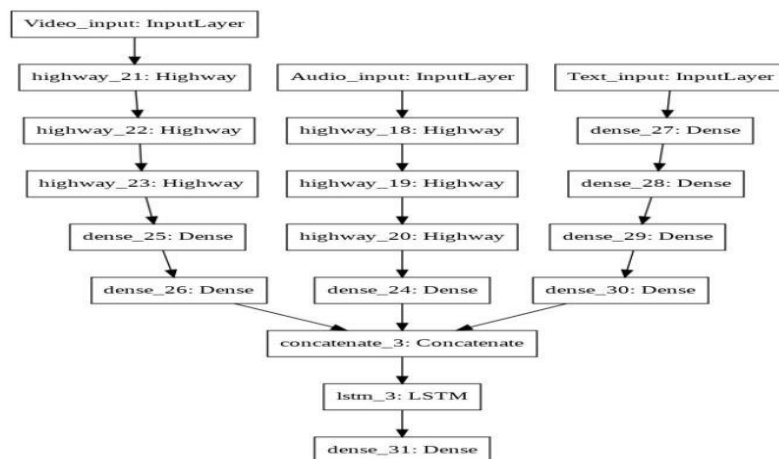 Video_input: InputLayer
highway_21: Highway
Audio_input: InputLayer
Text_input: InputLayer
highway_22: Highway
highway_18: Highway
dense_27: Dense
highway_23: Highway
highway_19: Highway
dense_28: Dense
dense_25: Dense
highway_20: Highway
dense_29: Dense
dense_26: Dense
dense_24: Dense
dense_30: Dense
concatenate_3: Concatenate
lstm_3: LSTM
dense_31: Dense